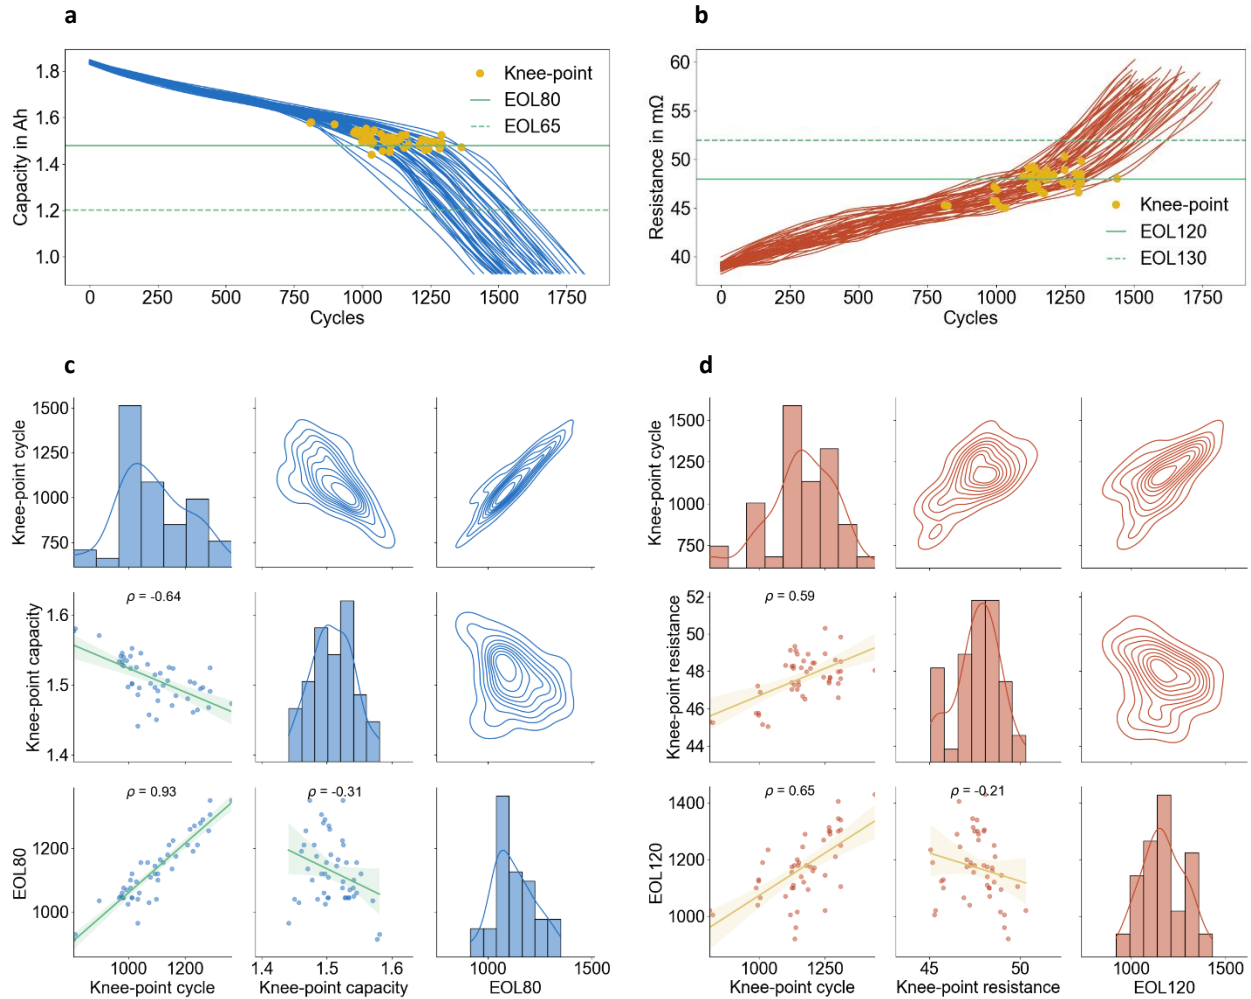 a
b
Capacity in Ah
1.8
1.6
1.4
1.2
1.0
Knee-point
EOL80
EOL65
0
250
500
750
1000
1250
1500
1750
Cycles
Resistance in mΩ
60
55
50
45
40
Knee-point
EOL120
EOL130
0
250
500
750
1000
1250
1500
1750
Cycles
c
d
Knee-point cycle
1500
1250
1000
750
Knee-point cycle
1500
1250
1000
750
Knee-point capacity
1.6
1.5
1.4
ρ = -0.64
Knee-point resistance
52
50
48
46
44
ρ = 0.59
EOL80
1200
1000
ρ = 0.93
ρ = -0.31
EOL120
1400
1200
1000
ρ = 0.65
ρ = -0.21
1000
1200
1.4
1.5
1.6
1000
1500
1000
1250
45
50
1000
1500
Knee-point cycle
Knee-point capacity
EOL80
Knee-point cycle
Knee-point resistance
EOL120